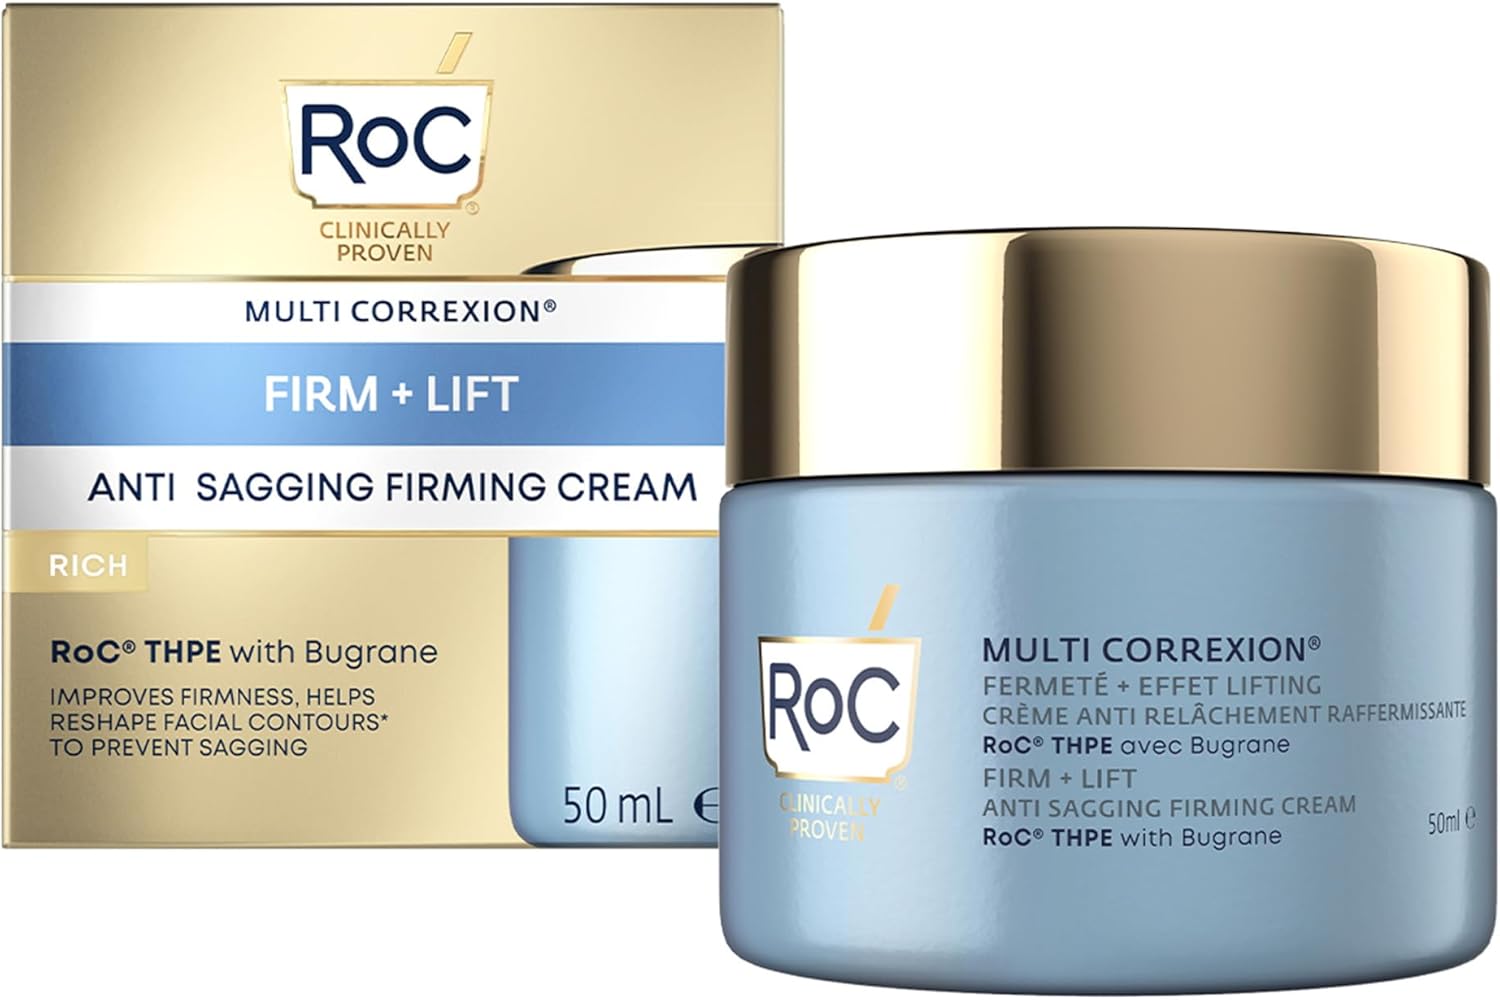 RoC
CLINICALLY
PROVEN
MULTI CORREXION®
FIRM + LIFT
ANTI SAGGING FIRMING CREAM
RICH
RoC® THPE with Bugrane
IMPROVES FIRMNESS, HELPS
RESHAPE FACIAL CONTOURS*
TO PREVENT SAGGING
50 mL ℮
RoC
CLINICALLY
PROVEN
MULTI CORREXION®
FERMETÉ + EFFET LIFTING
CRÈME ANTI RELÂCHEMENT RAFFERMISSANTE
RoC® THPE avec Bugrane
FIRM + LIFT
ANTI SAGGING FIRMING CREAM
RoC® THPE with Bugrane
50ml ℮